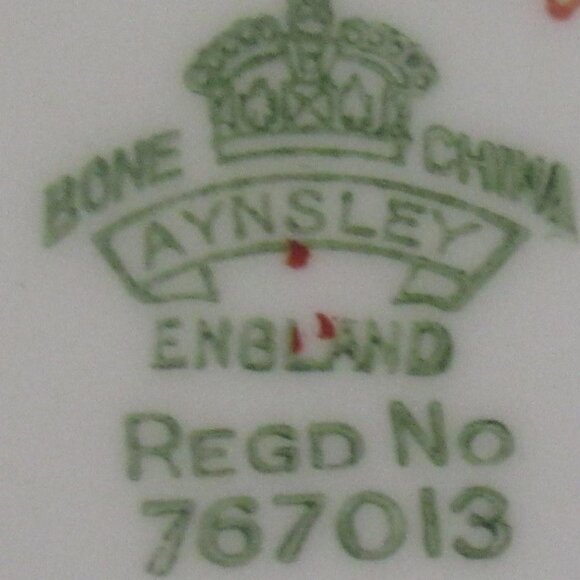 BONE CHINA
AYNSLEY
ENGLAND
REGD NO
767013